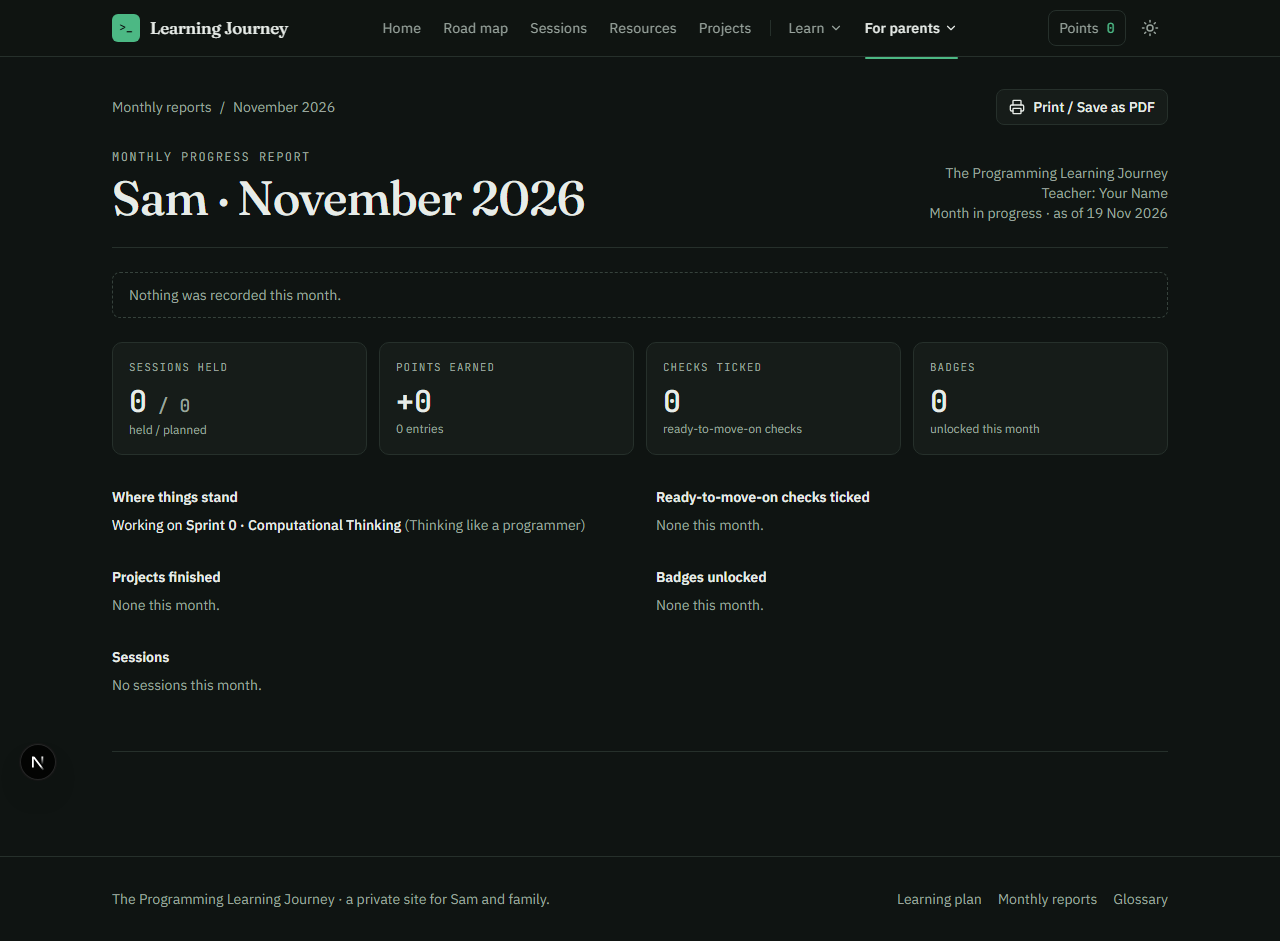 >_ Learning Journey Home Road map Sessions Resources Projects Learn For parents Points 0
Monthly reports / November 2026 Print / Save as PDF
MONTHLY PROGRESS REPORT
Sam · November 2026
The Programming Learning Journey
Teacher: Your Name
Month in progress · as of 19 Nov 2026
Nothing was recorded this month.
SESSIONS HELD
0 / 0
held / planned
POINTS EARNED
+0
0 entries
CHECKS TICKED
0
ready-to-move-on checks
BADGES
0
unlocked this month
Where things stand
Working on Sprint 0 · Computational Thinking (Thinking like a programmer)
Ready-to-move-on checks ticked
None this month.
Projects finished
None this month.
Badges unlocked
None this month.
Sessions
No sessions this month.
N
The Programming Learning Journey · a private site for Sam and family. Learning plan Monthly reports Glossary